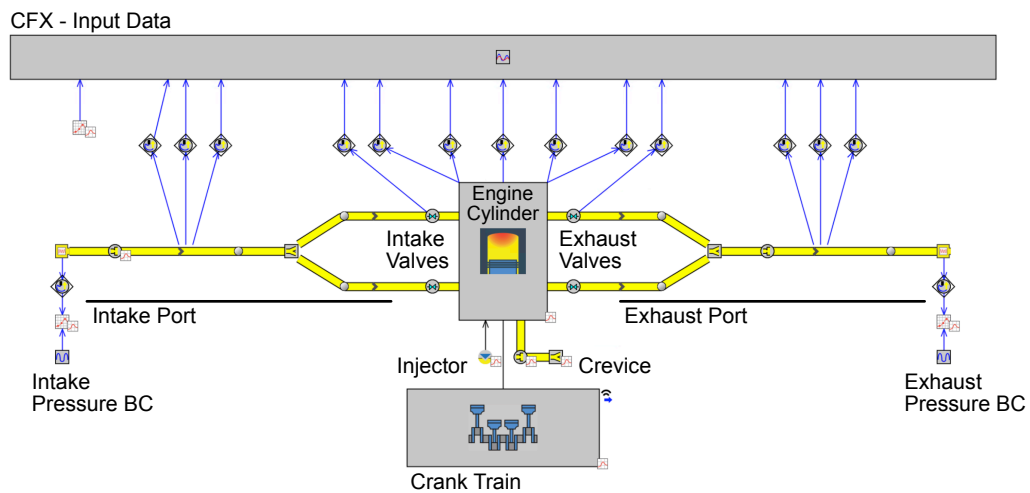 CFX - Input Data
Engine
Cylinder
Intake
Valves
Exhaust
Valves
Intake Port
Exhaust Port
Injector
Crevice
Intake
Pressure BC
Exhaust
Pressure BC
Crank Train